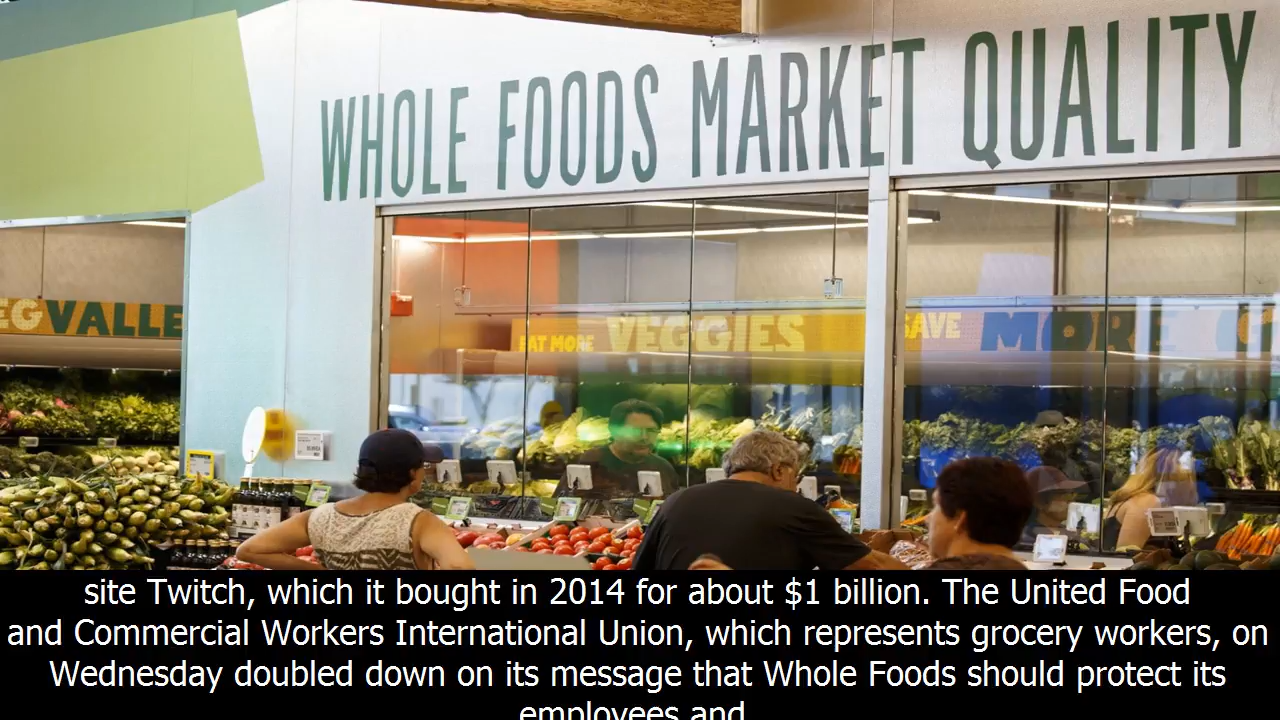 WHOLE FOODS MARKET QUALITY
EG VALLE
EAT MORE VEGGIES
SAVE MORE G
site Twitch, which it bought in 2014 for about $1 billion. The United Food
and Commercial Workers International Union, which represents grocery workers, on
Wednesday doubled down on its message that Whole Foods should protect its
employees and